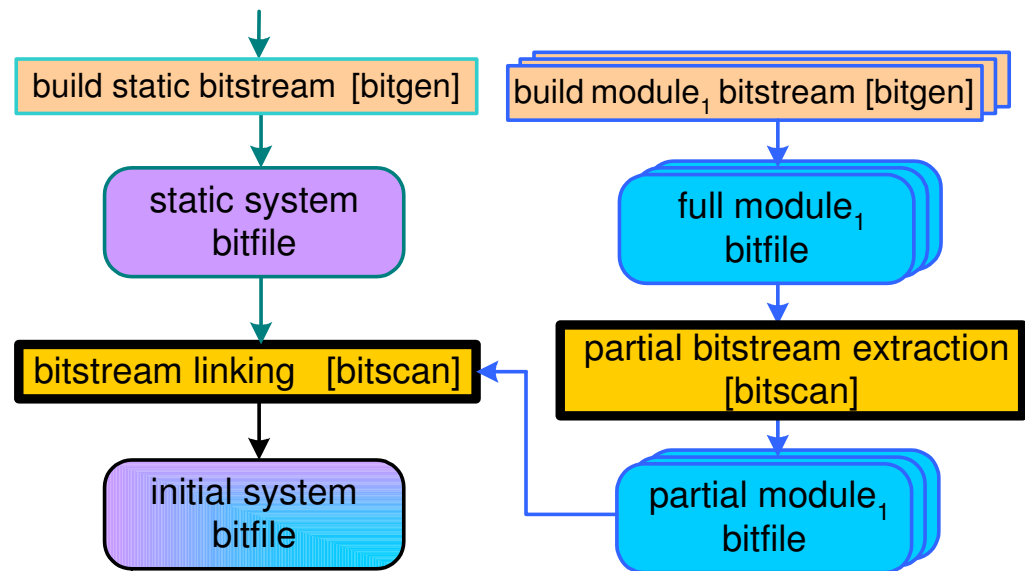 build static bitstream [bitgen]
static system
bitfile
bitstream linking [bitscan]
initial system
bitfile
build module₁ bitstream [bitgen]
full module₁
bitfile
partial bitstream extraction
[bitscan]
partial module₁
bitfile